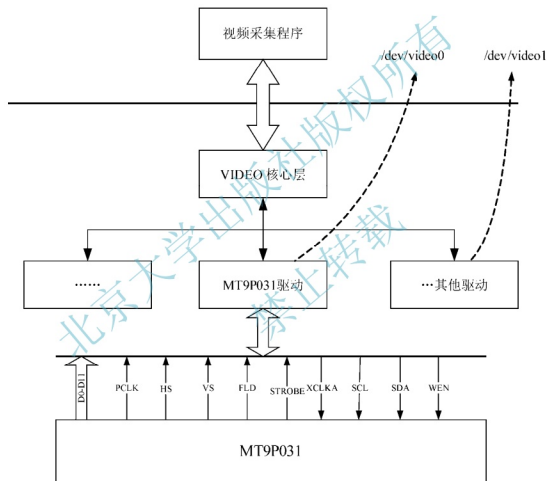 视频采集程序
/dev/video0
/dev/video1
VIDEO 核心层
……
MT9P031驱动
…其他驱动
D0-D11
PCLK
HS
VS
FLD
STROBE
XCLKA
SCL
SDA
WEN
MT9P031
北京大学出版社版权所有
禁止转载